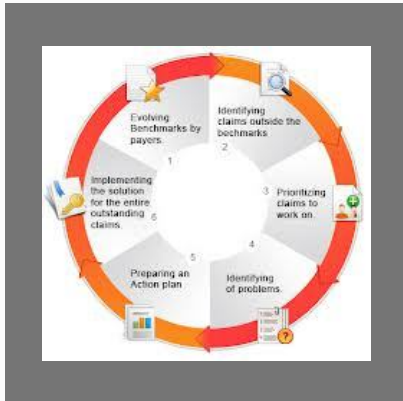 Evolving
Benchmarks by
payers.
1
Identifying
claims outside the
bechmarks
2
3
Prioritizing
claims to
work on.
4
Identifying
of problems.
5
Preparing an
Action plan
Implementing
the solution
for the entire
outstanding
claims.
6